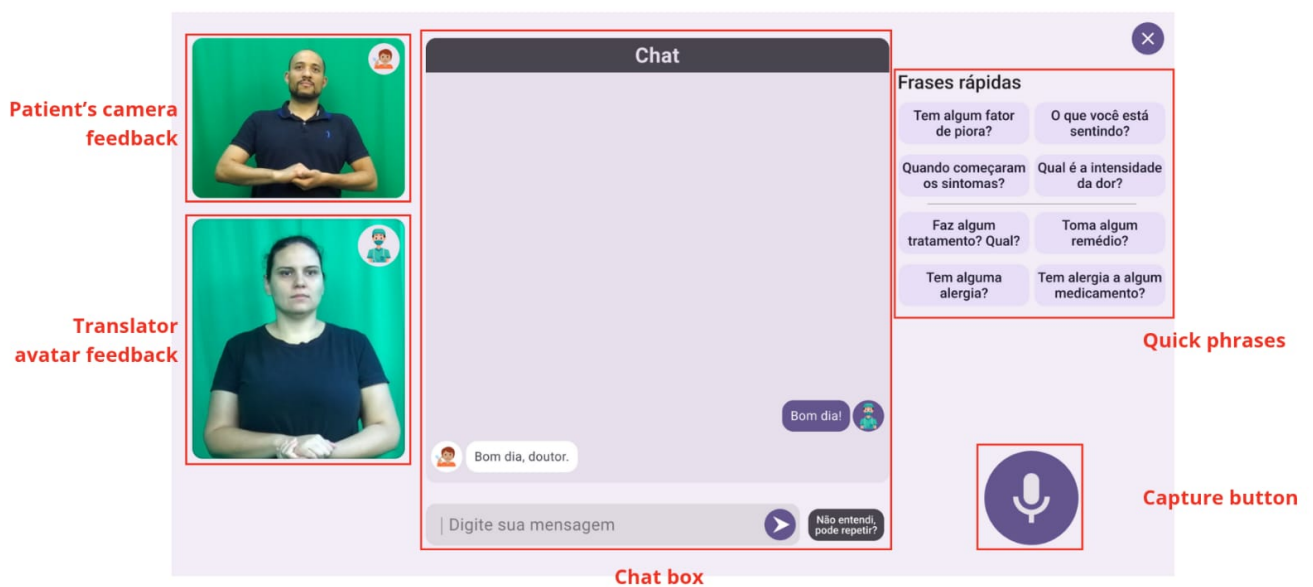 Patient's camera
feedback
Translator
avatar feedback
Chat
Bom dia!
Bom dia, doutor.
Digite sua mensagem
Não entendi,
pode repetir?
Chat box
Frases rápidas
Tem algum fator
de piora?
O que você está
sentindo?
Quando começaram
os sintomas?
Qual é a intensidade
da dor?
Faz algum
tratamento? Qual?
Toma algum
remédio?
Tem alguma
alergia?
Tem alergia a algum
medicamento?
Quick phrases
Capture button